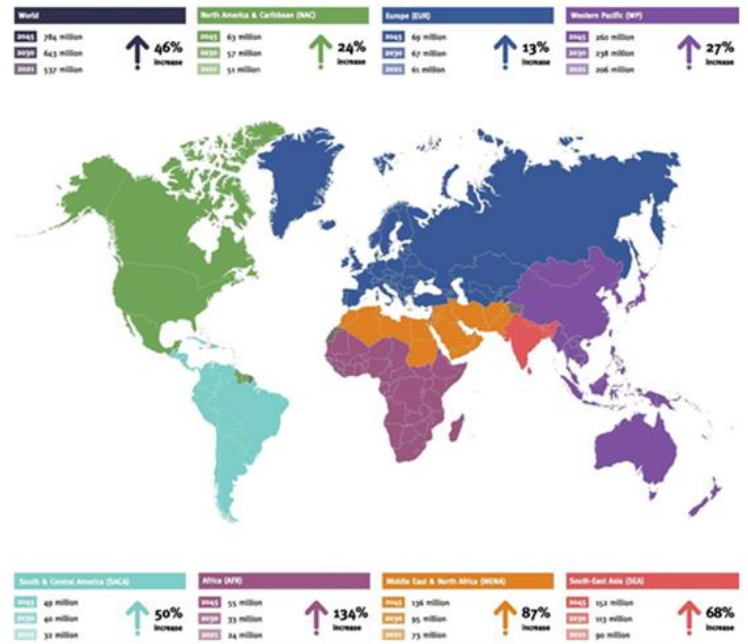 World
2045 784 million
2030 643 million
2021 537 million
46%
increase
North America & Caribbean (NAC)
2045 63 million
2030 57 million
2021 51 million
24%
increase
Europe (EUR)
2045 69 million
2030 67 million
2021 61 million
13%
increase
Western Pacific (WP)
2045 260 million
2030 238 million
2021 206 million
27%
increase
South & Central America (SACA)
2045 49 million
2030 40 million
2021 32 million
50%
increase
Africa (AFR)
2045 55 million
2030 33 million
2021 24 million
134%
increase
Middle East & North Africa (MENA)
2045 136 million
2030 95 million
2021 73 million
87%
increase
South-East Asia (SEA)
2045 152 million
2030 113 million
2021 90 million
68%
increase